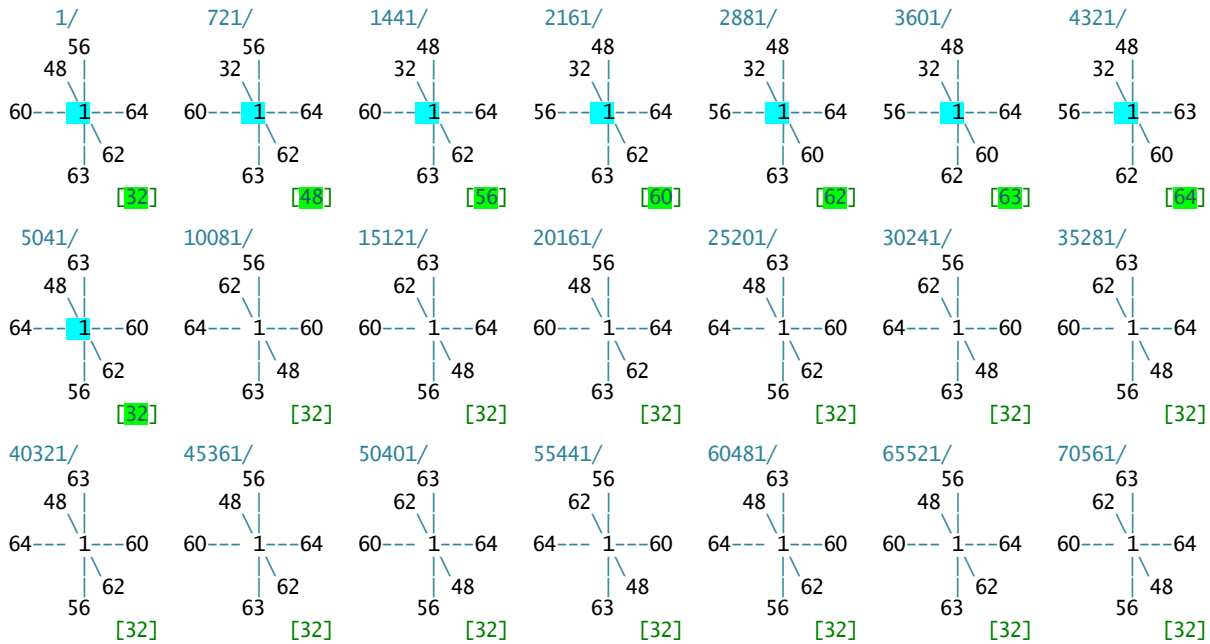 1/ 721/ 1441/ 2161/ 2881/ 3601/ 4321/
56 56 48 48 48 48 48
48 32 32 32 32 32 32
60---1---64 60---1---64 60---1---64 56---1---64 56---1---64 56---1---64 56---1---63
62 62 62 62 60 60 60
63 63 63 63 63 62 62
[32] [48] [56] [60] [62] [63] [64]
5041/ 10081/ 15121/ 20161/ 25201/ 30241/ 35281/
63 56 63 56 63 56 63
48 62 62 48 48 62 62
64---1---60 64---1---60 60---1---64 60---1---64 64---1---60 64---1---60 60---1---64
62 48 48 62 62 48 48
56 63 56 63 56 63 56
[32] [32] [32] [32] [32] [32] [32]
40321/ 45361/ 50401/ 55441/ 60481/ 65521/ 70561/
63 56 63 56 63 56 63
48 48 62 62 48 48 62
64---1---60 60---1---64 60---1---64 64---1---60 64---1---60 60---1---64 60---1---64
62 62 48 48 62 62 48
56 63 56 63 56 63 56
[32] [32] [32] [32] [32] [32] [32]